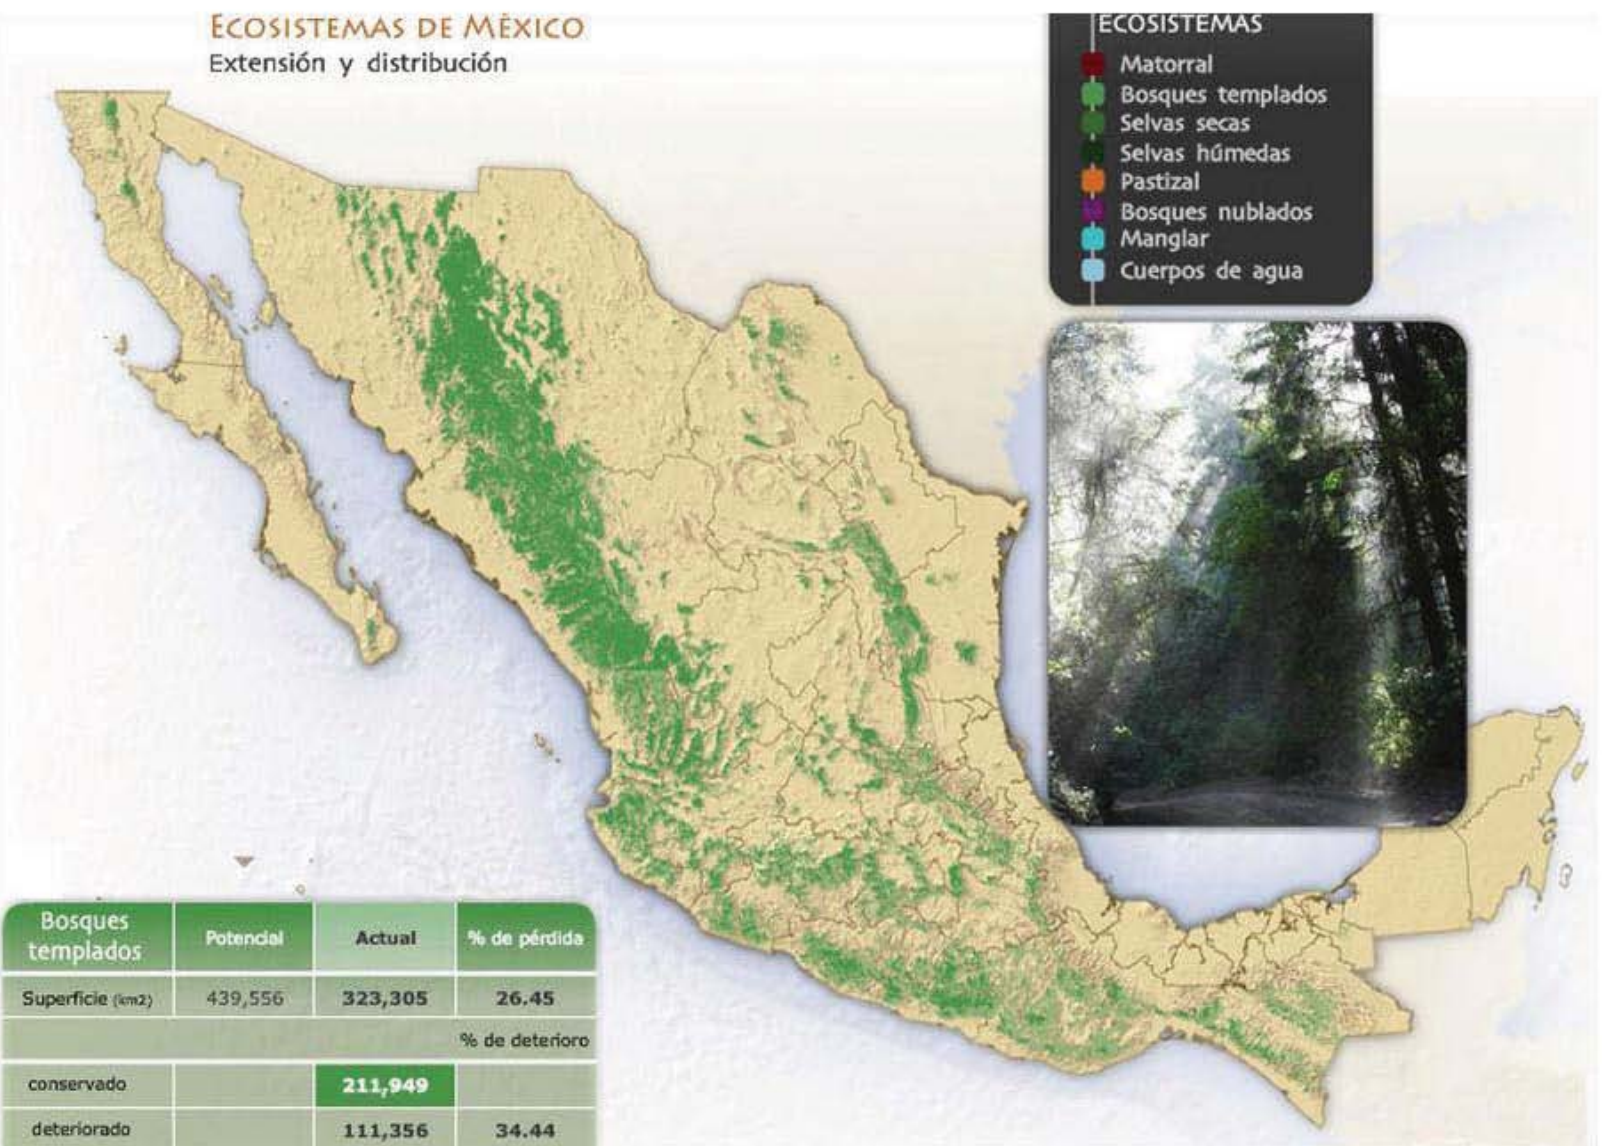 ECOSISTEMAS DE MÉXICO
Extensión y distribución
ECOSISTEMAS
Matorral
Bosques templados
Selvas secas
Selvas húmedas
Pastizal
Bosques nublados
Manglar
Cuerpos de agua
Bosques templados Potencial Actual % de pérdida
Superficie (km2) 439,556 323,305 26.45
% de deterioro
conservado 211,949
deteriorado 111,356 34.44